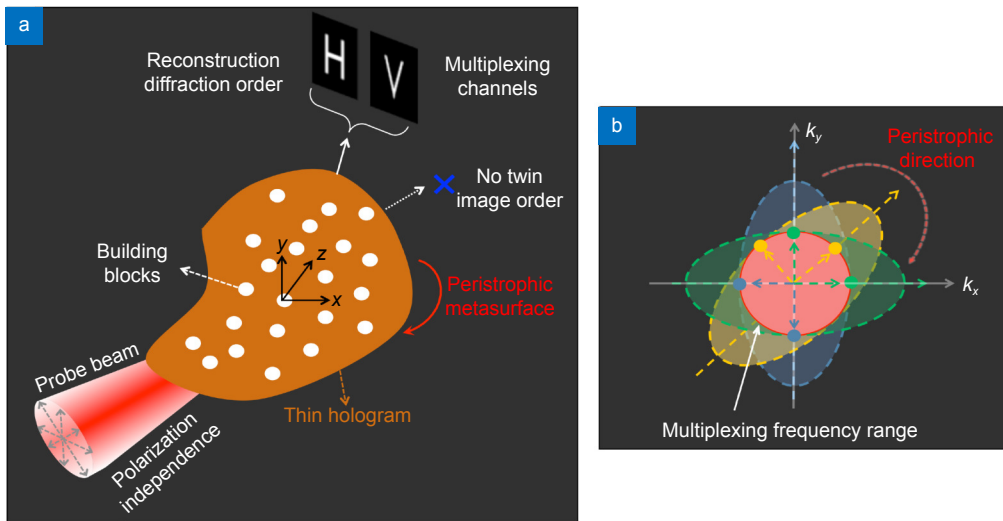 a
Reconstruction
diffraction order
H
V
Multiplexing
channels
No twin
image order
Building
blocks
y
z
x
Peristrophic
metasurface
Probe beam
Polarization
independence
Thin hologram
b
ky
Peristrophic
direction
kx
Multiplexing frequency range